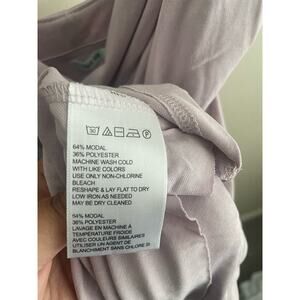 64% MODAL
36% POLYESTER
MACHINE WASH COLD
WITH LIKE COLORS
USE ONLY NON-CHLORINE
BLEACH
RESHAPE & LAY FLAT TO DRY
LOW IRON AS NEEDED
MAY BE DRY CLEANED
64% MODAL
36% POLYESTER
LAVAGE EN MACHINE À
TEMPÉRATURE FROIDE
AVEC COULEURS SIMILAIRES
UTILISER UN AGENT DE
BLANCHIMENT SANS CHLORE SI